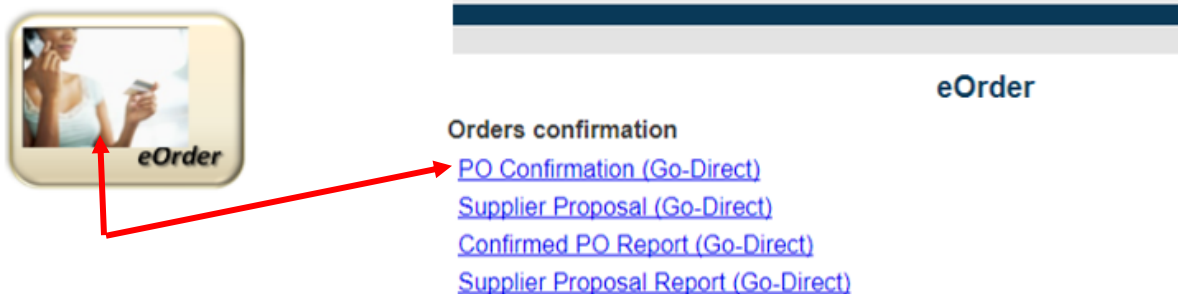 eOrder
eOrder
Orders confirmation
PO Confirmation (Go-Direct)
Supplier Proposal (Go-Direct)
Confirmed PO Report (Go-Direct)
Supplier Proposal Report (Go-Direct)